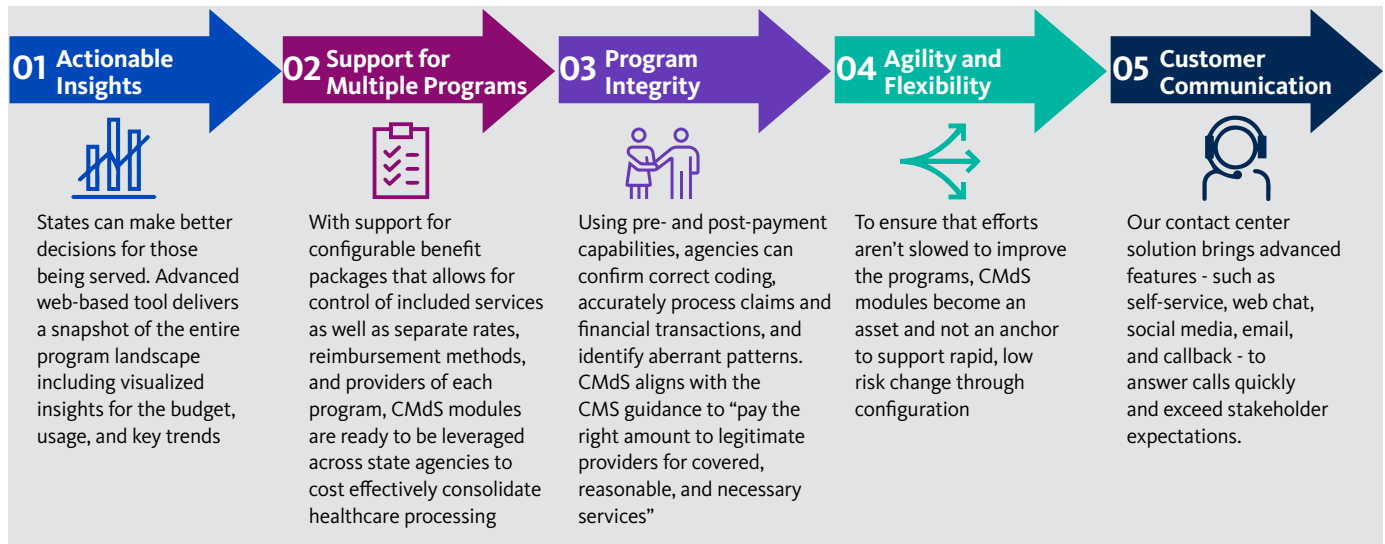 01 Actionable
Insights
States can make better
decisions for those
being served. Advanced
web-based tool delivers
a snapshot of the entire
program landscape
including visualized
insights for the budget,
usage, and key trends
02 Support for
Multiple Programs
With support for
configurable benefit
packages that allows for
control of included services
as well as separate rates,
reimbursement methods,
and providers of each
program, CMdS modules
are ready to be leveraged
across state agencies to
cost effectively consolidate
healthcare processing
03 Program
Integrity
Using pre- and post-payment
capabilities, agencies can
confirm correct coding,
accurately process claims and
financial transactions, and
identify aberrant patterns.
CMdS aligns with the
CMS guidance to “pay the
right amount to legitimate
providers for covered,
reasonable, and necessary
services”
04 Agility and
Flexibility
To ensure that efforts
aren’t slowed to improve
the programs, CMdS
modules become an
asset and not an anchor
to support rapid, low
risk change through
configuration
05 Customer
Communication
Our contact center
solution brings advanced
features - such as
self-service, web chat,
social media, email,
and callback - to
answer calls quickly
and exceed stakeholder
expectations.